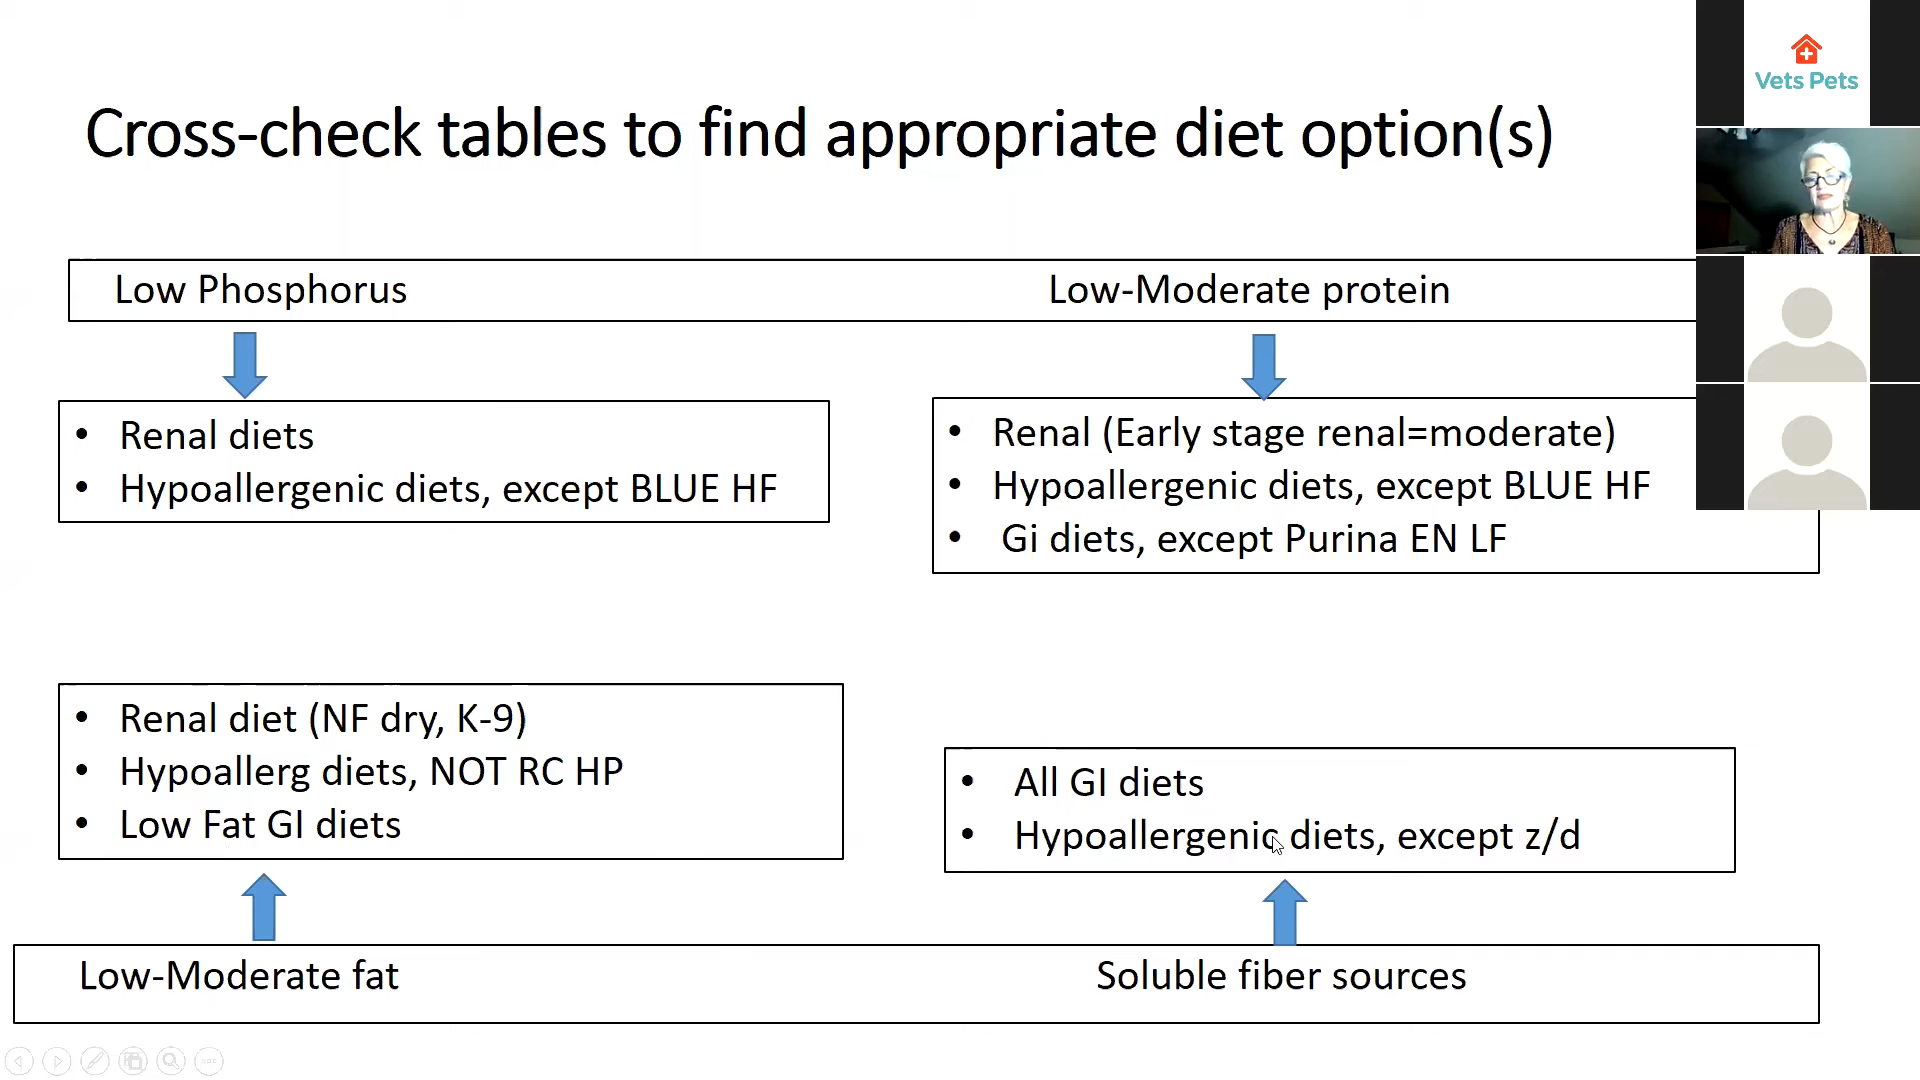 Vets Pets
Cross-check tables to find appropriate diet option(s)
Low Phosphorus
Low-Moderate protein
• Renal diets
• Hypoallergenic diets, except BLUE HF
• Renal (Early stage renal=moderate)
• Hypoallergenic diets, except BLUE HF
• Gi diets, except Purina EN LF
• Renal diet (NF dry, K-9)
• Hypoallerg diets, NOT RC HP
• Low Fat GI diets
• All GI diets
• Hypoallergenic diets, except z/d
Low-Moderate fat
Soluble fiber sources